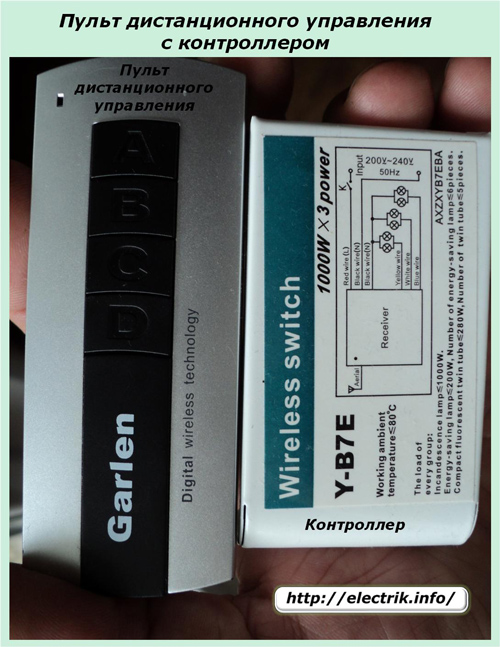 Пульт дистанционного управления
с контроллером
Пульт
дистанционного
управления
A
B
C
D
Digital wireless technology
Garlen
Wireless switch
1000W×3power
Y-B7E
Input 200V~240V
50Hz
K
Red wire(L)
Black wire(N)
Black wire(N)
Yellow wire
White wire
Blue wire
Receiver
Aerial
Working ambient
temperature≤80℃
AXZXYB7EBA
The load of
every group:
Incandescence lamp≤1000W.
Energy-saving lamp≤200W, Number of energy-saving lamp≤6pieces.
Compact fluorescent twin tube≤280W,Number of twin tube≤5pieces.
Контроллер
http://electrik.info/